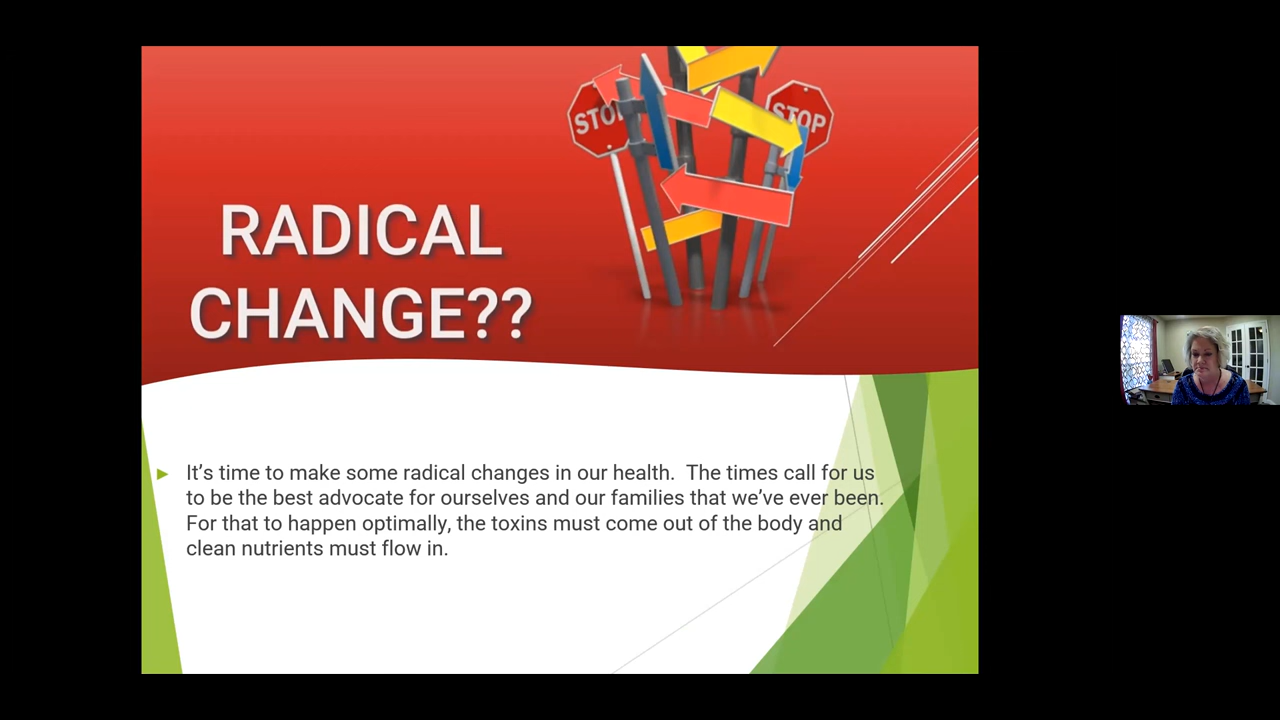 STOP
STOP
RADICAL
CHANGE??
It’s time to make some radical changes in our health.  The times call for us
to be the best advocate for ourselves and our families that we’ve ever been.
For that to happen optimally, the toxins must come out of the body and
clean nutrients must flow in.